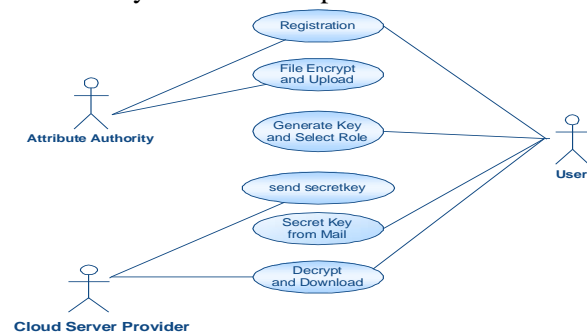 Registration
File Encrypt
and Upload
Attribute Authority
Generate Key
and Select Role
User
send secretkey
Secret Key
from Mail
Decrypt
and Download
Cloud Server Provider